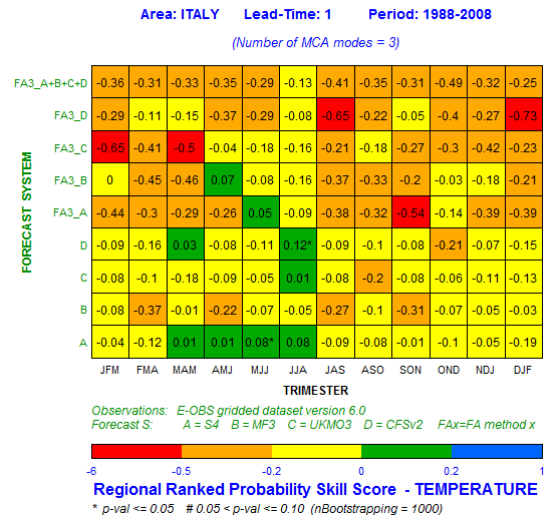 Area: ITALY Lead-Time: 1 Period: 1988-2008
(Number of MCA modes = 3)
FA3_A+B+C+D -0.36 -0.31 -0.33 -0.35 -0.29 -0.13 -0.41 -0.35 -0.31 -0.49 -0.32 -0.25
FA3_D -0.29 -0.11 -0.15 -0.37 -0.29 -0.08 -0.65 -0.22 -0.05 -0.4 -0.27 -0.73
FA3_C -0.65 -0.41 -0.5 -0.04 -0.18 -0.16 -0.21 -0.18 -0.27 -0.3 -0.42 -0.23
FA3_B 0 -0.45 -0.46 0.07 -0.08 -0.16 -0.37 -0.33 -0.2 -0.03 -0.18 -0.21
FA3_A -0.44 -0.3 -0.29 -0.26 0.05 -0.09 -0.38 -0.32 -0.54 -0.14 -0.39 -0.39
D -0.09 -0.16 0.03 -0.08 -0.11 0.12* -0.09 -0.1 -0.08 -0.21 -0.07 -0.15
C -0.08 -0.1 -0.18 -0.09 -0.05 0.01 -0.08 -0.2 -0.08 -0.06 -0.11 -0.13
B -0.08 -0.37 -0.01 -0.22 -0.07 -0.05 -0.27 -0.1 -0.31 -0.07 -0.05 -0.03
A -0.04 -0.12 0.01 0.01 0.08* 0.08 -0.09 -0.08 -0.01 -0.1 -0.05 -0.19
FORECAST SYSTEM
JFM FMA MAM AMJ MJJ JJA JAS ASO SON OND NDJ DJF
TRIMESTER
Observations: E-OBS gridded dataset version 6.0
Forecast S: A = S4 B = MF3 C = UKMO3 D = CFSv2 FAx=FA method x
-6 -0.5 -0.2 0 0.2 1
Regional Ranked Probability Skill Score - TEMPERATURE
* p-val <= 0.05 # 0.05 < p-val <= 0.10 (nBootstrapping = 1000)